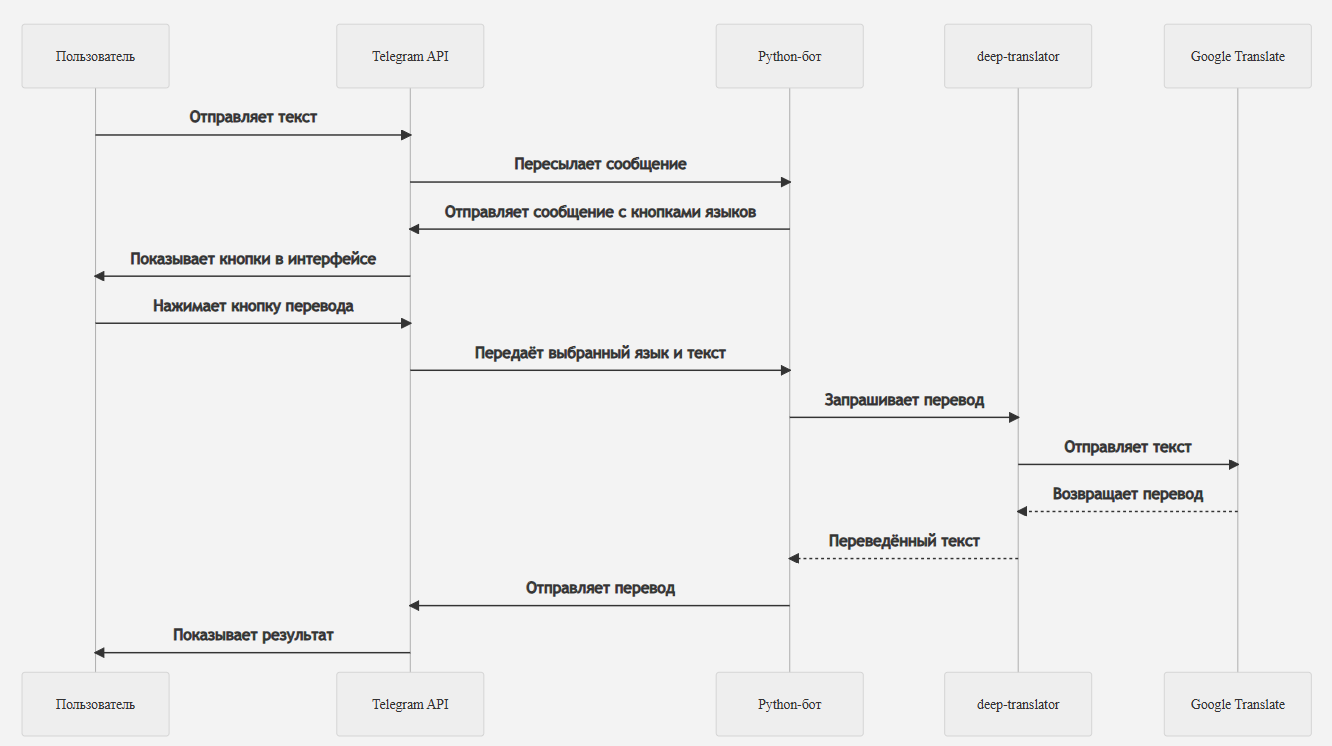 Пользователь
Telegram API
Python-бот
deep-translator
Google Translate
Отправляет текст
Пересылает сообщение
Отправляет сообщение с кнопками языков
Показывает кнопки в интерфейсе
Нажимает кнопку перевода
Передаёт выбранный язык и текст
Запрашивает перевод
Отправляет текст
Возвращает перевод
Переведённый текст
Отправляет перевод
Показывает результат
Пользователь
Telegram API
Python-бот
deep-translator
Google Translate